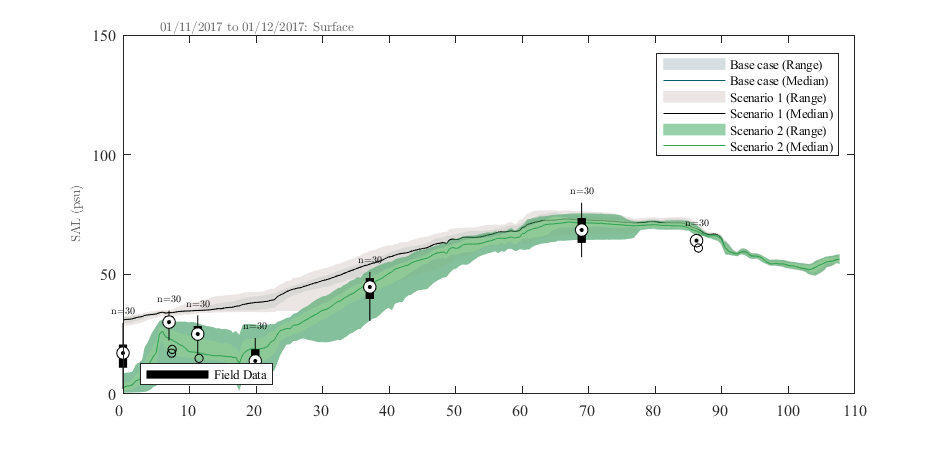 01/11/2017 to 01/12/2017: Surface
150
100
50
0
SAL (psu)
Base case (Range)
Base case (Median)
Scenario 1 (Range)
Scenario 1 (Median)
Scenario 2 (Range)
Scenario 2 (Median)
n=30
n=30
n=30
n=30
n=30
n=30
n=30
Field Data
0 10 20 30 40 50 60 70 80 90 100 110